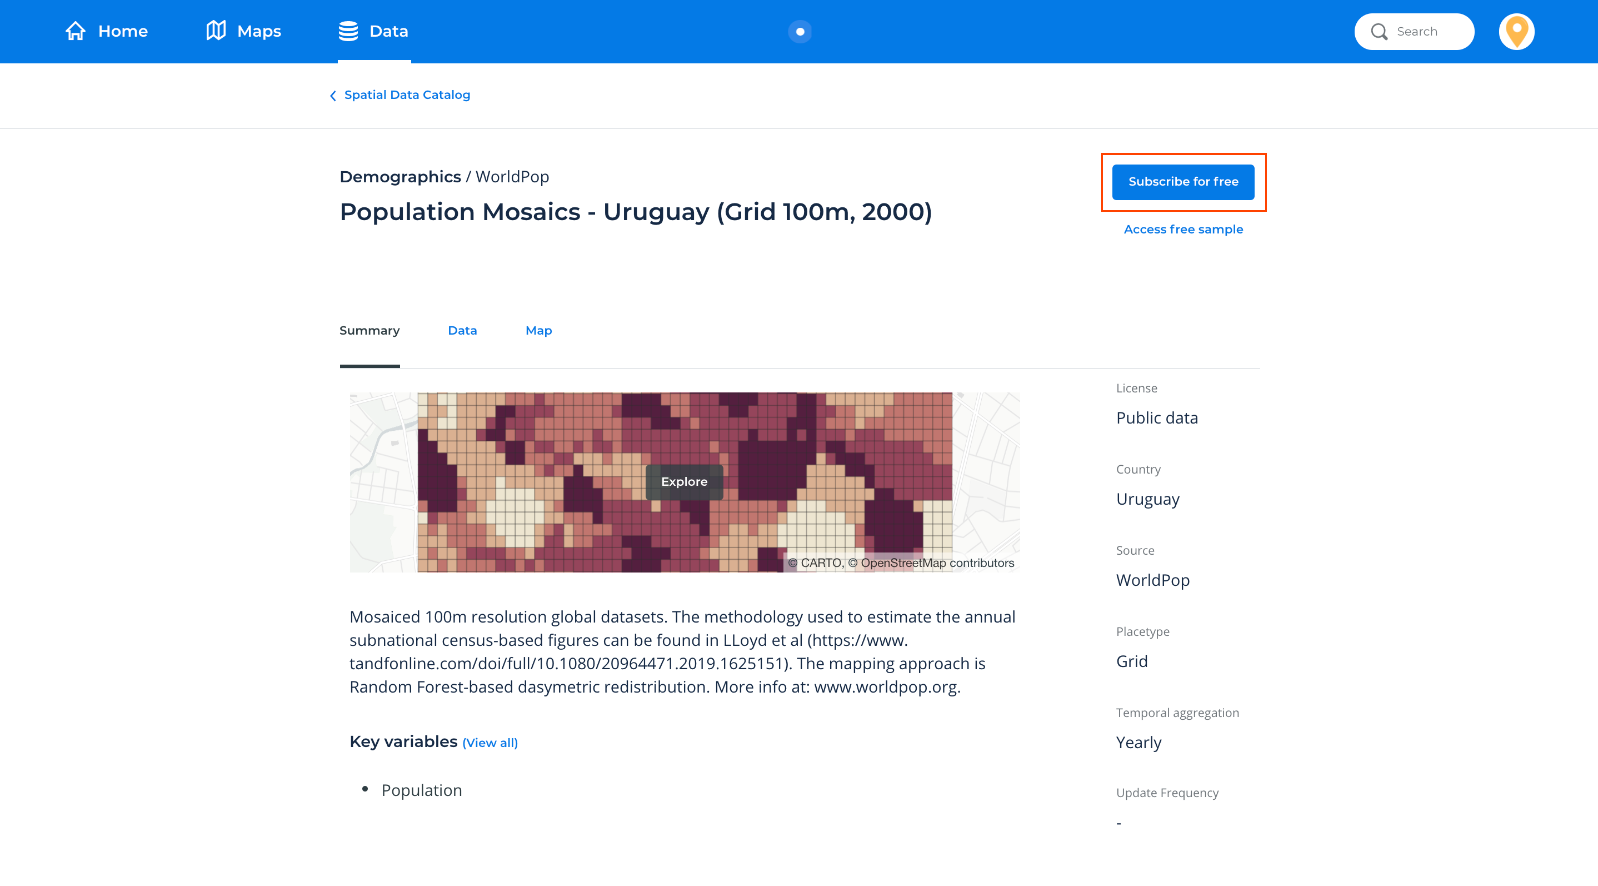 Home
Maps
Data
Search
Spatial Data Catalog
Demographics / WorldPop
Population Mosaics - Uruguay (Grid 100m, 2000)
Subscribe for free
Access free sample
Summary
Data
Map
Explore
© CARTO, © OpenStreetMap contributors
Mosaiced 100m resolution global datasets. The methodology used to estimate the annual
subnational census-based figures can be found in LLoyd et al (https://www.
tandfonline.com/doi/full/10.1080/20964471.2019.1625151). The mapping approach is
Random Forest-based dasymetric redistribution. More info at: www.worldpop.org.
Key variables (View all)
• Population
License
Public data
Country
Uruguay
Source
WorldPop
Placetype
Grid
Temporal aggregation
Yearly
Update Frequency
-